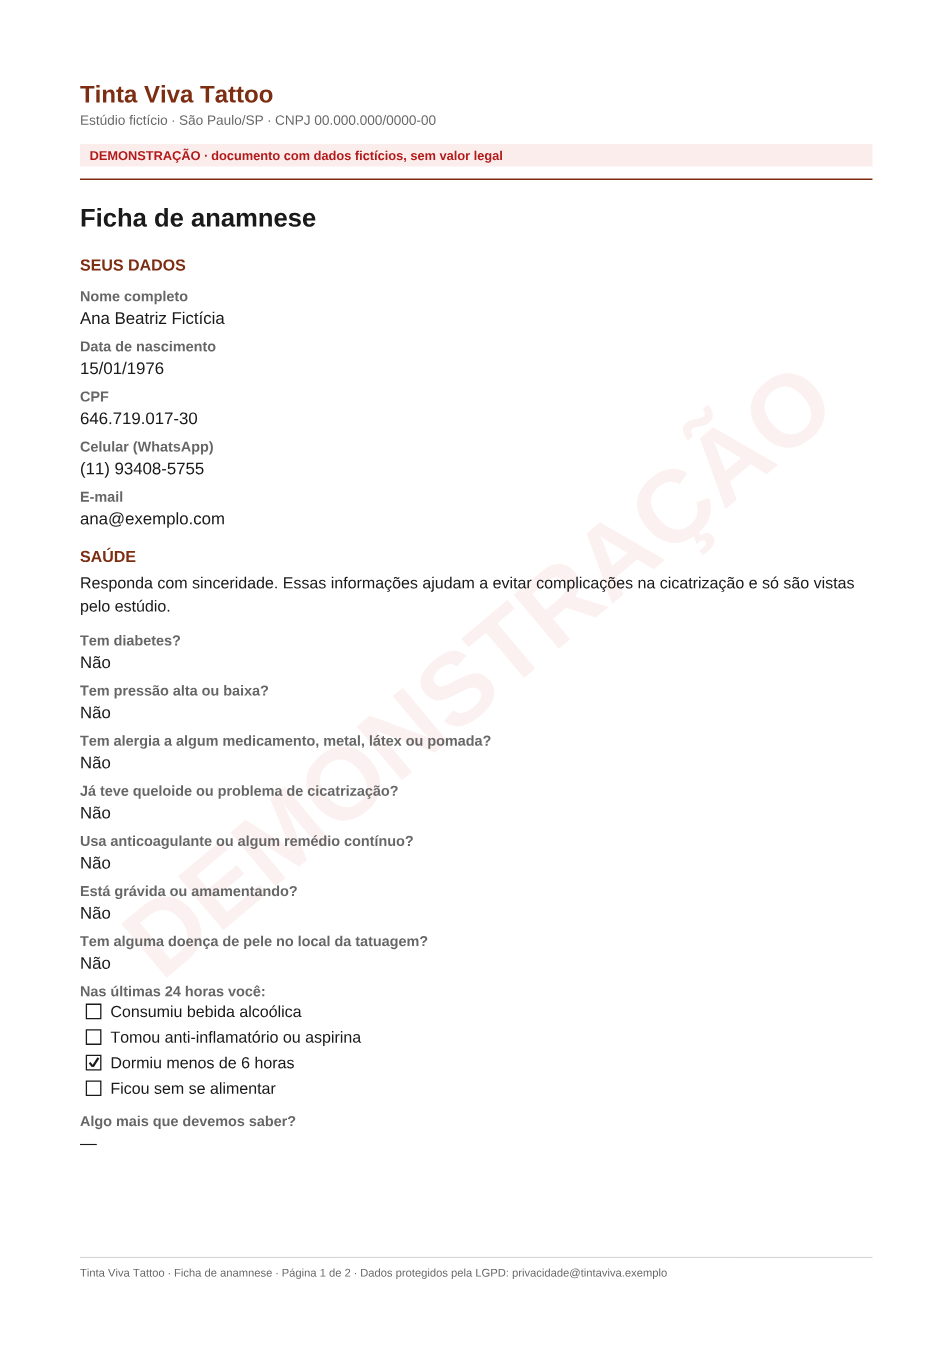 Tinta Viva Tattoo
Estúdio fictício · São Paulo/SP · CNPJ 00.000.000/0000-00
DEMONSTRAÇÃO · documento com dados fictícios, sem valor legal
Ficha de anamnese
SEUS DADOS
Nome completo
Ana Beatriz Fictícia
Data de nascimento
15/01/1976
CPF
646.719.017-30
Celular (WhatsApp)
(11) 93408-5755
E-mail
ana@exemplo.com
SAÚDE
Responda com sinceridade. Essas informações ajudam a evitar complicações na cicatrização e só são vistas
pelo estúdio.
Tem diabetes?
Não
Tem pressão alta ou baixa?
Não
Tem alergia a algum medicamento, metal, látex ou pomada?
Não
Já teve queloide ou problema de cicatrização?
Não
Usa anticoagulante ou algum remédio contínuo?
Não
Está grávida ou amamentando?
Não
Tem alguma doença de pele no local da tatuagem?
Não
Nas últimas 24 horas você:
☐ Consumiu bebida alcoólica
☐ Tomou anti-inflamatório ou aspirina
☑ Dormiu menos de 6 horas
☐ Ficou sem se alimentar
Algo mais que devemos saber?
—
DEMONSTRAÇÃO
Tinta Viva Tattoo · Ficha de anamnese · Página 1 de 2 · Dados protegidos pela LGPD: privacidade@tintaviva.exemplo